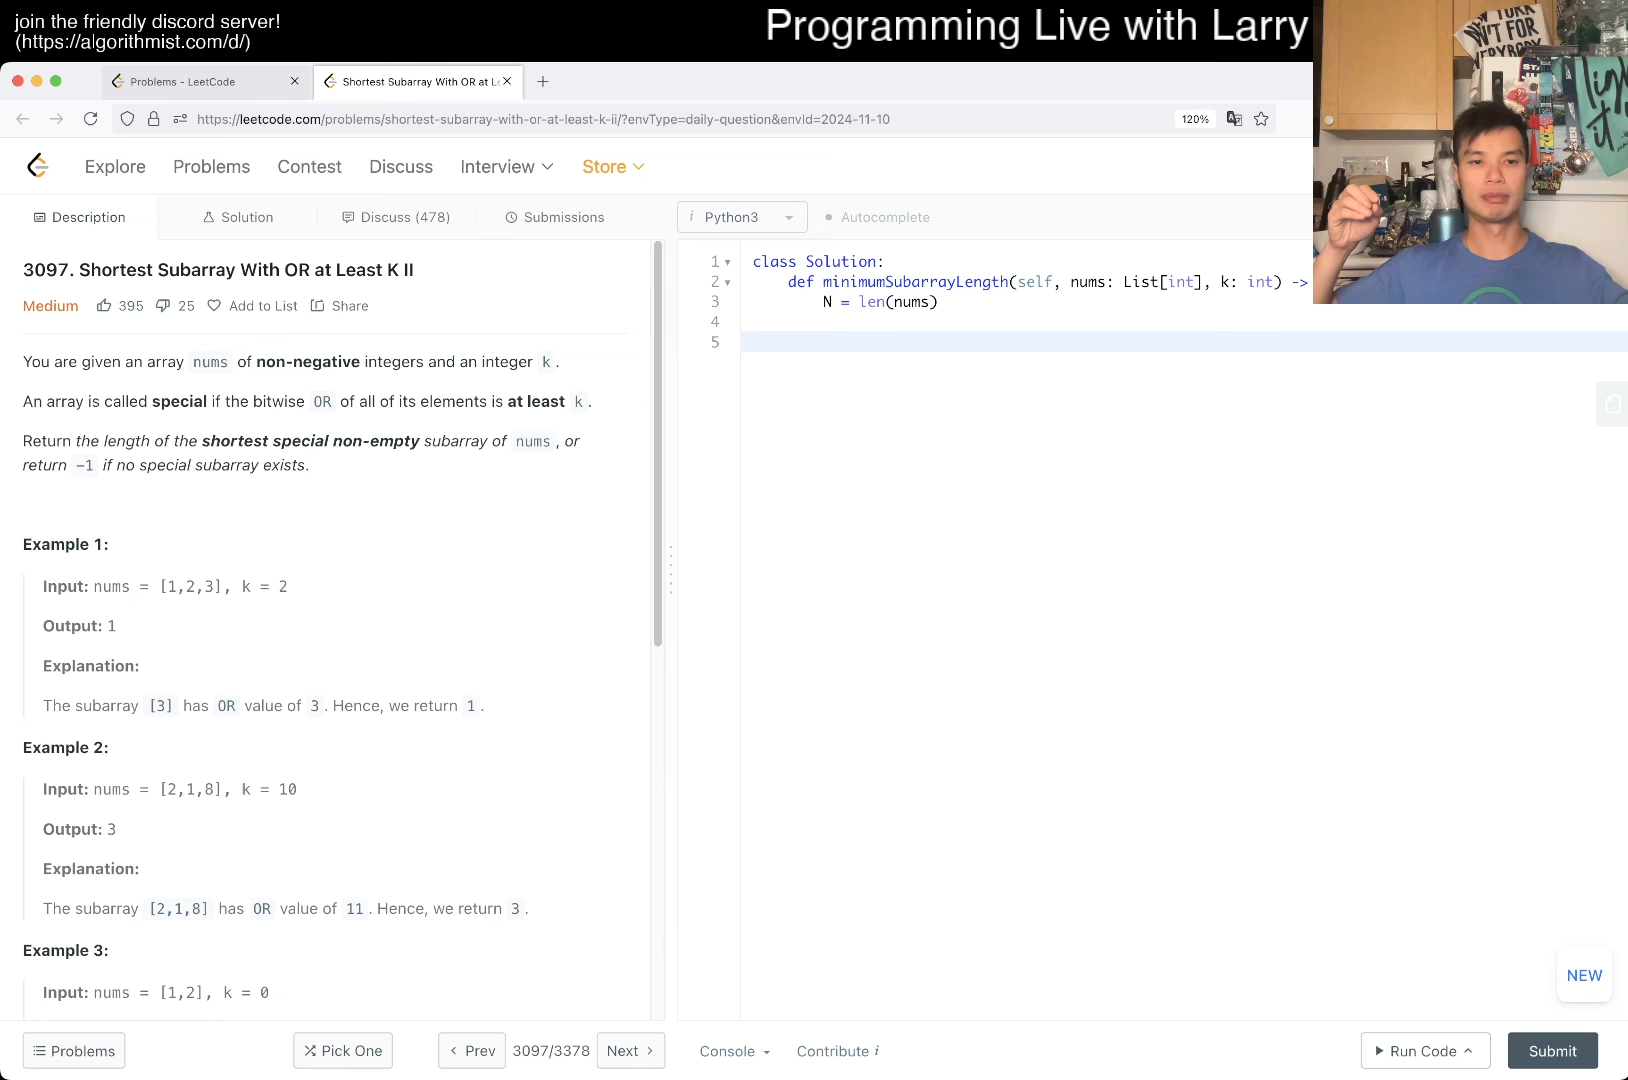 join the friendly discord server!
(https://algorithmist.com/d/)
Programming Live with Larry
Problems - LeetCode
Shortest Subarray With OR at L
https://leetcode.com/problems/shortest-subarray-with-or-at-least-k-ii/?envType=daily-question&envId=2024-11-10
120%
Explore Problems Contest Discuss Interview Store
Description Solution Discuss (478) Submissions
i Python3 Autocomplete
3097. Shortest Subarray With OR at Least K II
Medium 395 25 Add to List Share
You are given an array nums of non-negative integers and an integer k.
An array is called special if the bitwise OR of all of its elements is at least k.
Return the length of the shortest special non-empty subarray of nums, or
return -1 if no special subarray exists.
Example 1:
Input: nums = [1,2,3], k = 2
Output: 1
Explanation:
The subarray [3] has OR value of 3. Hence, we return 1.
Example 2:
Input: nums = [2,1,8], k = 10
Output: 3
Explanation:
The subarray [2,1,8] has OR value of 11. Hence, we return 3.
Example 3:
Input: nums = [1,2], k = 0
1 class Solution:
2 def minimumSubarrayLength(self, nums: List[int], k: int) ->
3 N = len(nums)
4
5
NEW
Problems Pick One Prev 3097/3378 Next Console Contribute i Run Code Submit